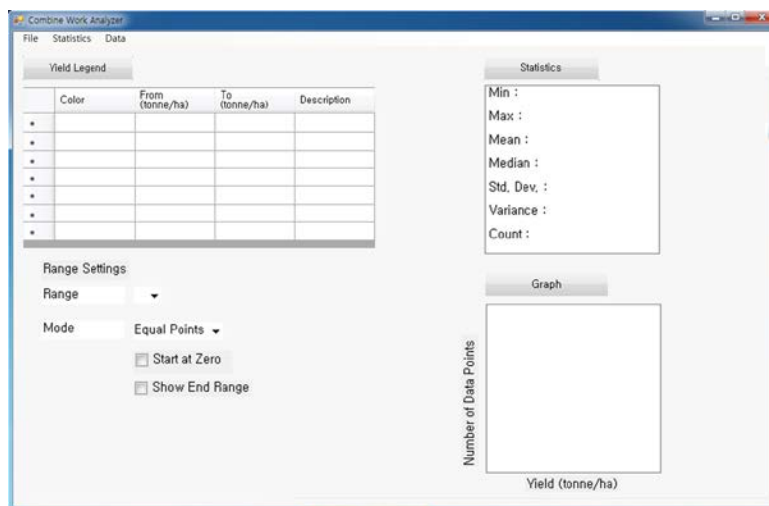 Combine Work Analyzer
File Statistics Data
Yield Legend
Color From (tonne/ha) To (tonne/ha) Description
Range Settings
Range
Mode Equal Points
Start at Zero
Show End Range
Statistics
Min :
Max :
Mean :
Median :
Std, Dev, :
Variance :
Count :
Graph
Number of Data Points
Yield (tonne/ha)